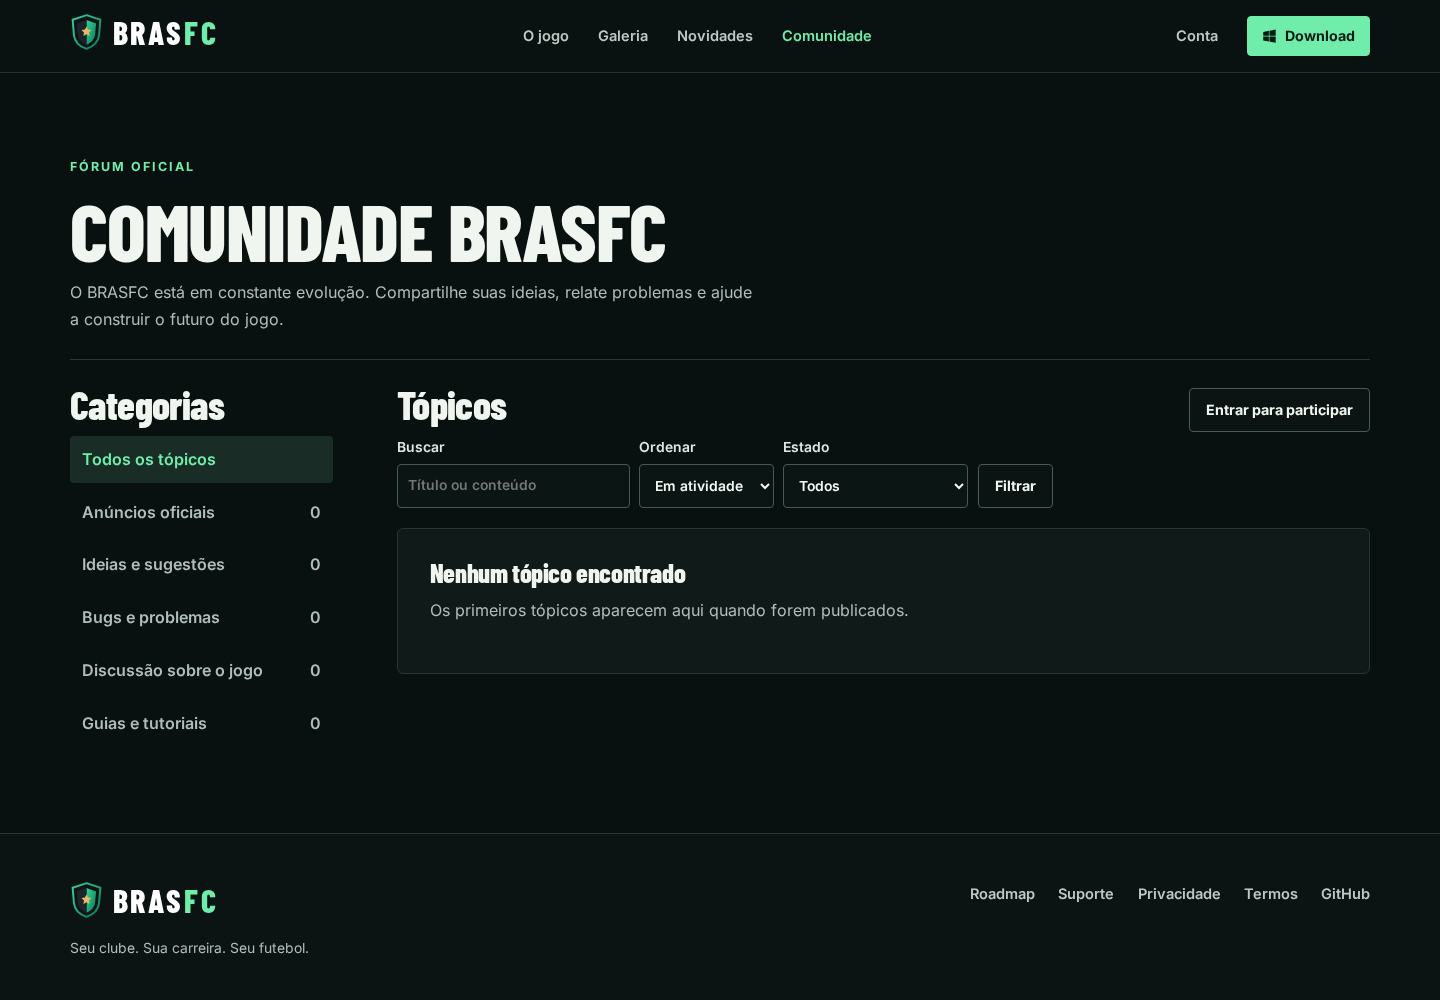 BRASFC
O jogo
Galeria
Novidades
Comunidade
Conta
Download
FÓRUM OFICIAL
COMUNIDADE BRASFC
O BRASFC está em constante evolução. Compartilhe suas ideias, relate problemas e ajude
a construir o futuro do jogo.
Categorias
Todos os tópicos
Anúncios oficiais 0
Ideias e sugestões 0
Bugs e problemas 0
Discussão sobre o jogo 0
Guias e tutoriais 0
Tópicos
Entrar para participar
Buscar
Ordenar
Estado
Título ou conteúdo
Em atividade
Todos
Filtrar
Nenhum tópico encontrado
Os primeiros tópicos aparecem aqui quando forem publicados.
BRASFC
Seu clube. Sua carreira. Seu futebol.
Roadmap
Suporte
Privacidade
Termos
GitHub